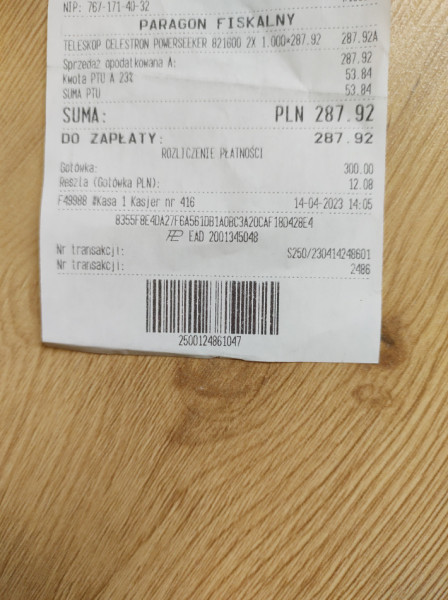 NIP: 767-171-40-32
PARAGON FISKALNY
TELESKOP CELESTRON POWERSEEKER 821600 2X 1.000*287.92 287.92A
Sprzedaż opodatkowana A: 287.92
Kwota PTU A 23% 53.84
SUMA PTU 53.84
SUMA: PLN 287.92
DO ZAPŁATY: 287.92
ROZLICZENIE PŁATNOŚCI
Gotówka: 300.00
Reszta (Gotówka PLN): 12.08
F49988 #Kasa 1 Kasjer nr 416 14-04-2023 14:05
EAD 2001345048
Nr transakcji: S250/230414248601
Nr transakcji: 2486
2500124861047